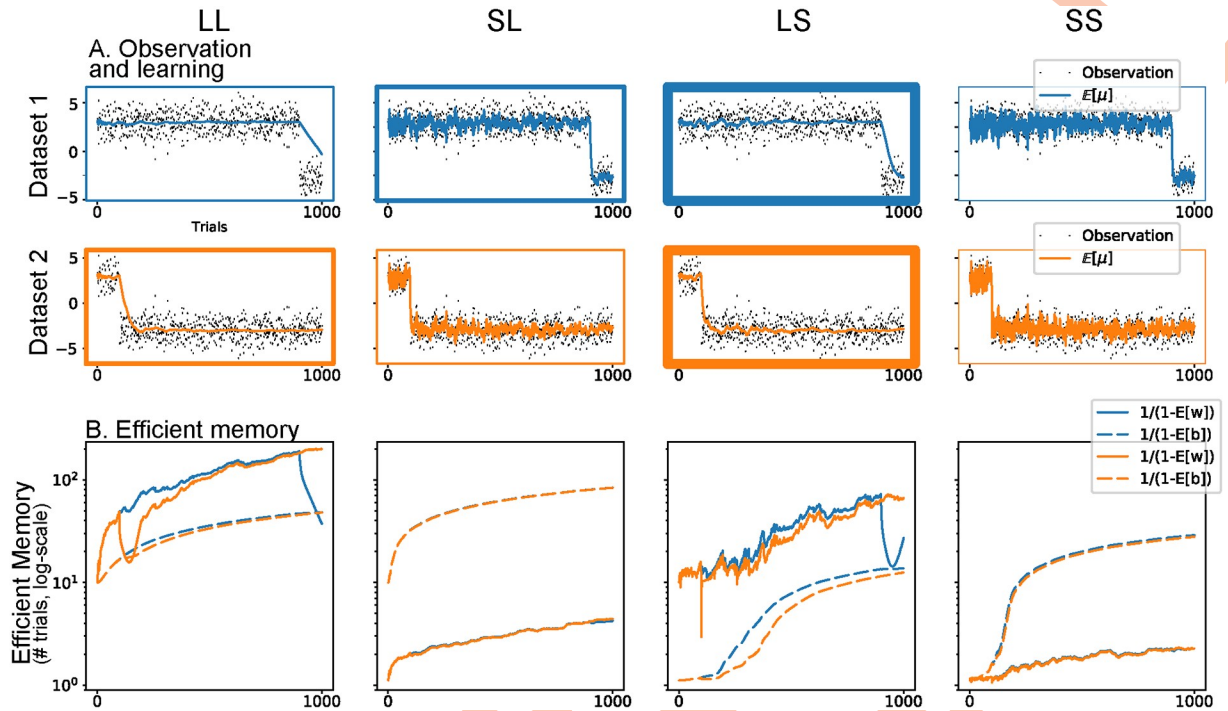 LL SL LS SS
A. Observation
and learning
Dataset 1
5
0
−5
0 1000
Trials
0 1000
0 1000
0 1000
Observation
𝔼[μ]
Dataset 2
5
0
−5
0 1000
0 1000
0 1000
0 1000
Observation
𝔼[μ]
B. Efficient memory
Efficient Memory
(# trials, log-scale)
10²
10¹
10⁰
0 1000
0 1000
0 1000
0 1000
1/(1-E[w])
1/(1-E[b])
1/(1-E[w])
1/(1-E[b])